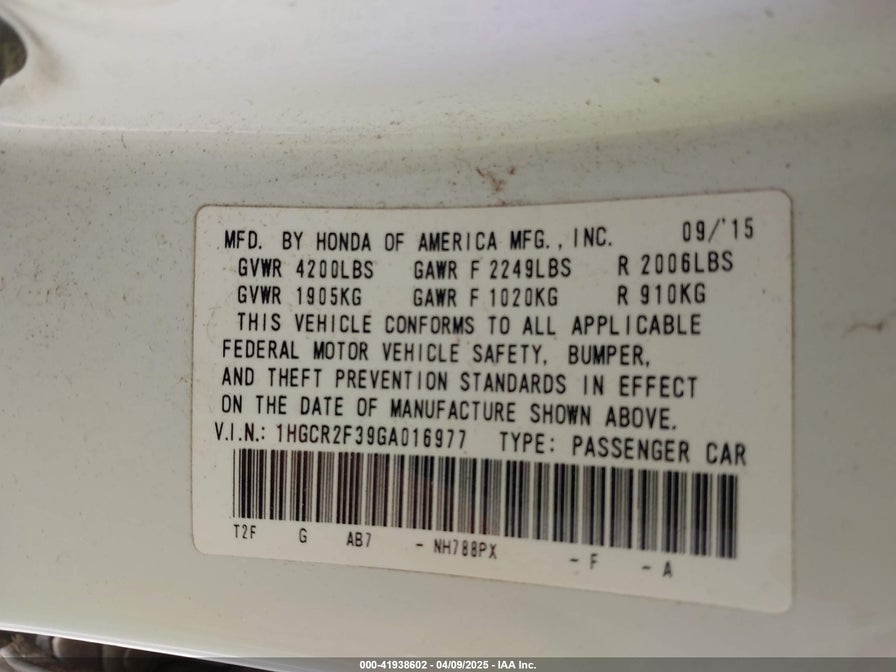 MFD. BY HONDA OF AMERICA MFG., INC. 09/'15
GVWR 4200LBS GAWR F 2249LBS R 2006LBS
GVWR 1905KG GAWR F 1020KG R 910KG
THIS VEHICLE CONFORMS TO ALL APPLICABLE
FEDERAL MOTOR VEHICLE SAFETY, BUMPER,
AND THEFT PREVENTION STANDARDS IN EFFECT
ON THE DATE OF MANUFACTURE SHOWN ABOVE.
V.I.N.: 1HGCR2F39GA016977 TYPE: PASSENGER CAR
T2F G AB7 - NH788PX - F - A
000-41938602 - 04/09/2025 - IAA Inc.